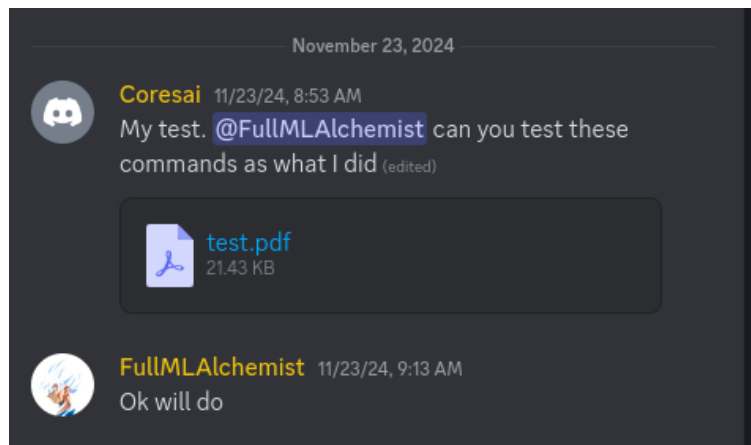 November 23, 2024
Coresai 11/23/24, 8:53 AM
My test. @FullMLAlchemist can you test these
commands as what I did (edited)
test.pdf
21.43 KB
FullMLAlchemist 11/23/24, 9:13 AM
Ok will do